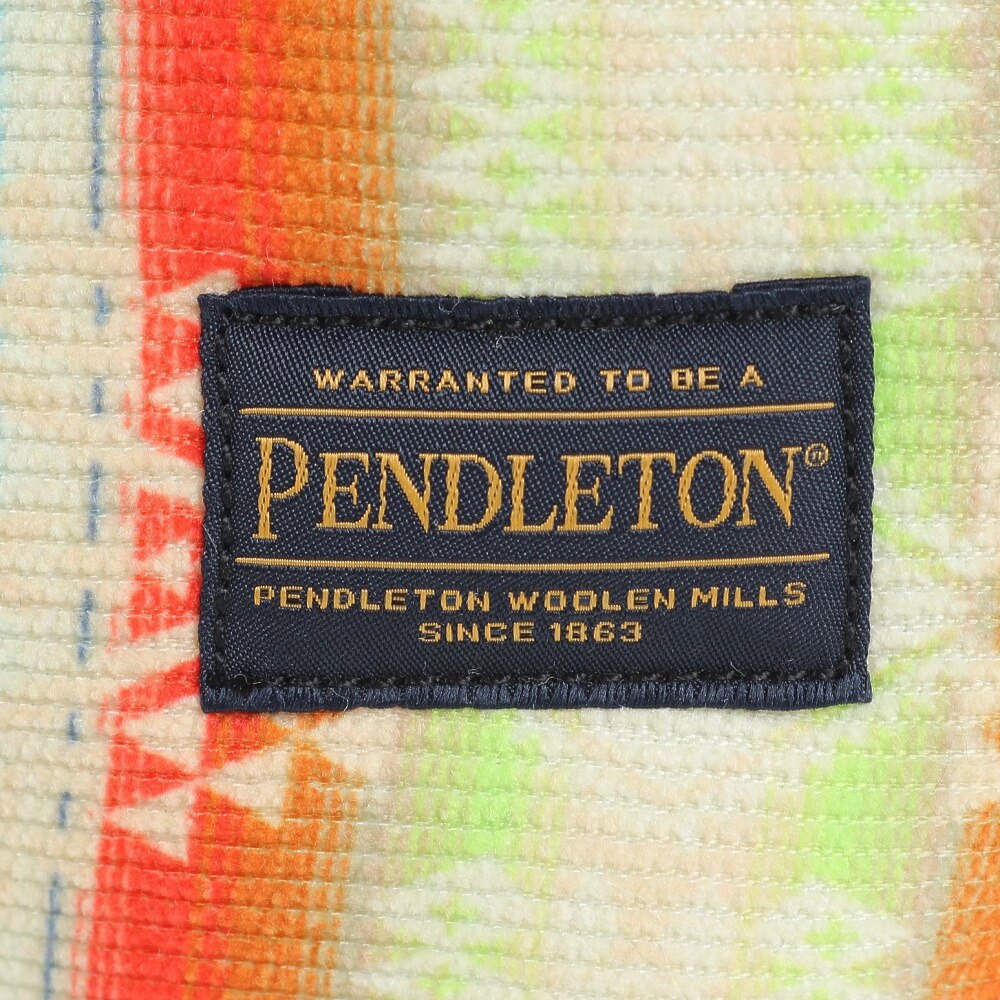 WARRANTED TO BE A
PENDLETON®
PENDLETON WOOLEN MILLS
SINCE 1863